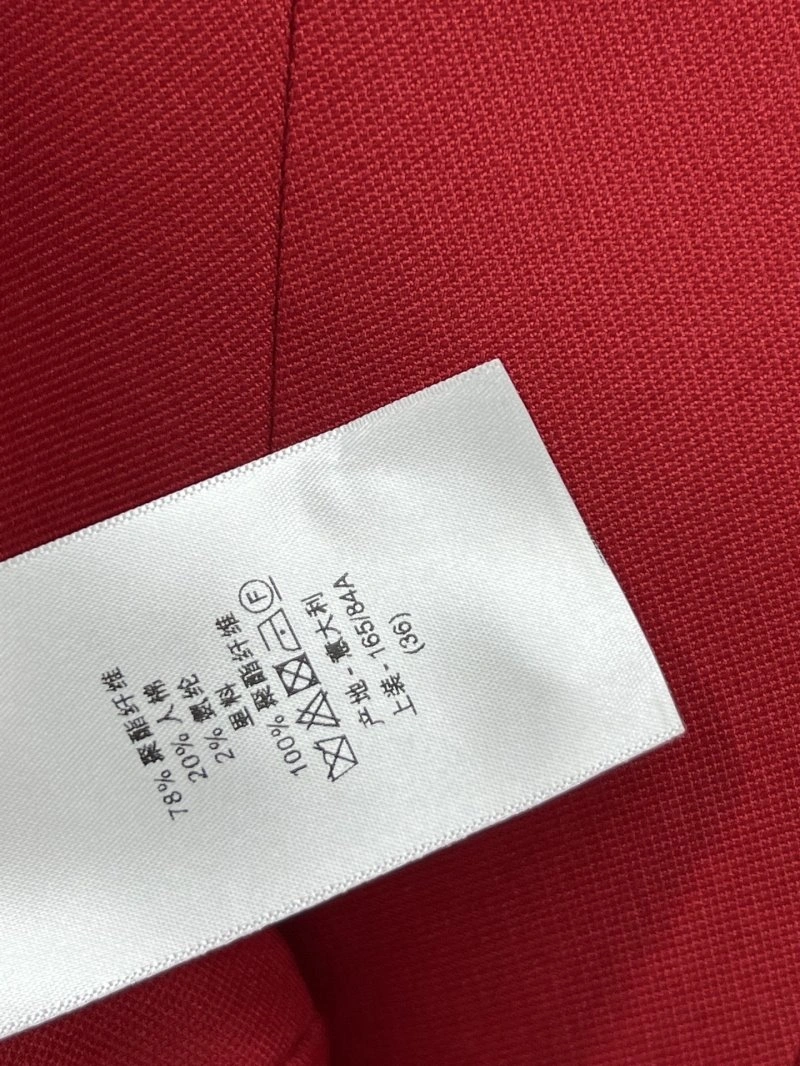 78% 聚酯纤维
20% 人棉
2% 氨纶
里料
100% 聚酯纤维
F
产地 - 意大利
上装 - 165/84A
(36)